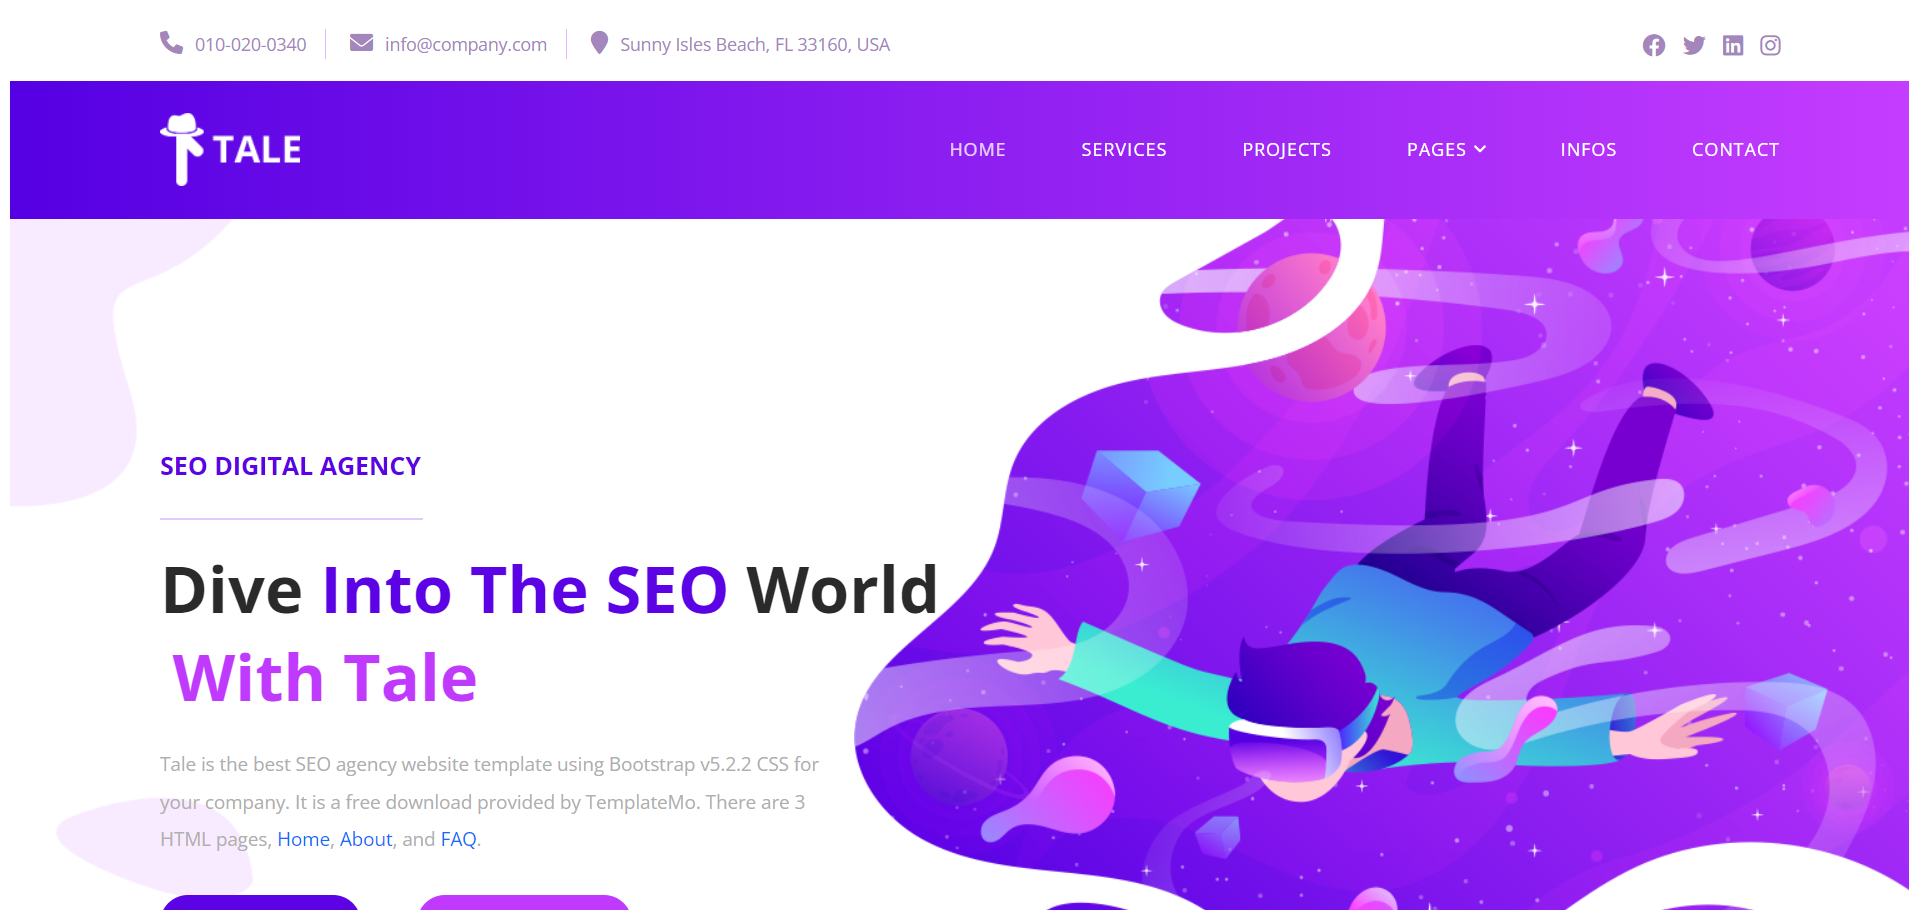 010-020-0340
info@company.com
Sunny Isles Beach, FL 33160, USA
TALE
HOME
SERVICES
PROJECTS
PAGES
INFOS
CONTACT
SEO DIGITAL AGENCY
Dive Into The SEO World
With Tale
Tale is the best SEO agency website template using Bootstrap v5.2.2 CSS for
your company. It is a free download provided by TemplateMo. There are 3
HTML pages, Home, About, and FAQ.